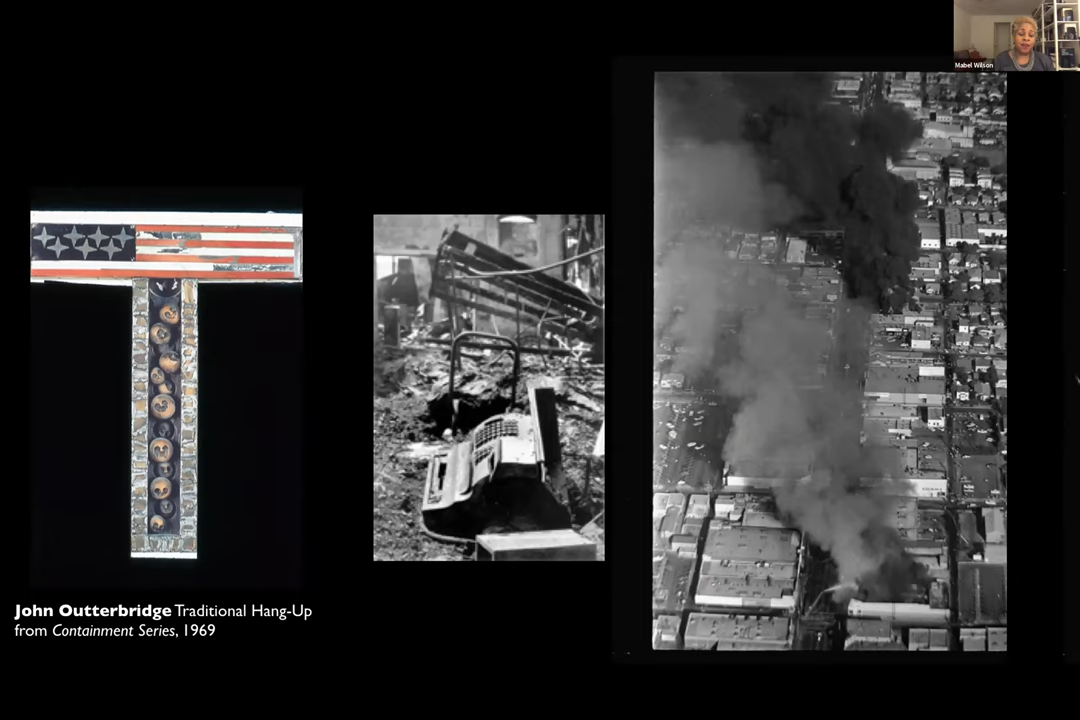 Mabel Wilson
John Outterbridge Traditional Hang-Up
from Containment Series, 1969